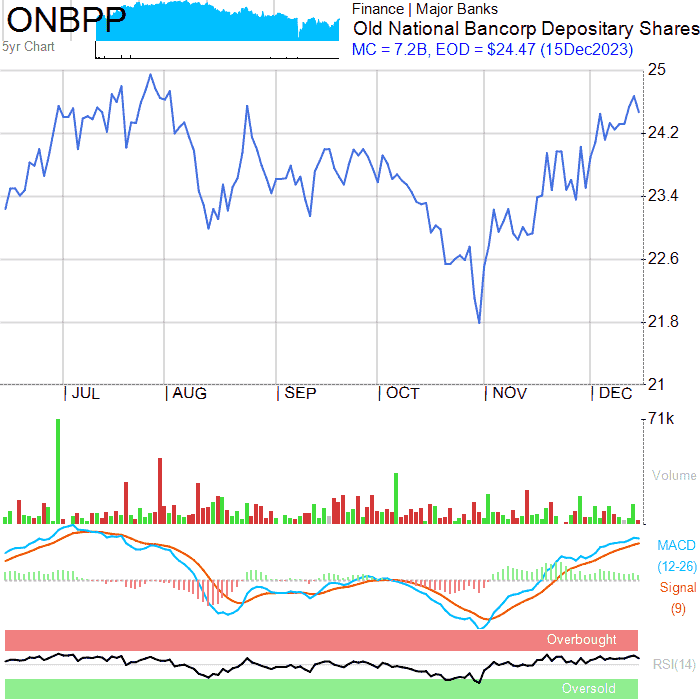 ONBPP
5yr Chart
Finance | Major Banks
Old National Bancorp Depositary Shares
MC = 7.2B, EOD = $24.47 (15Dec2023)
25
24.2
23.4
22.6
21.8
21
JUL AUG SEP OCT NOV DEC
71k
Volume
MACD
(12-26)
Signal
(9)
Overbought
RSI(14)
Oversold